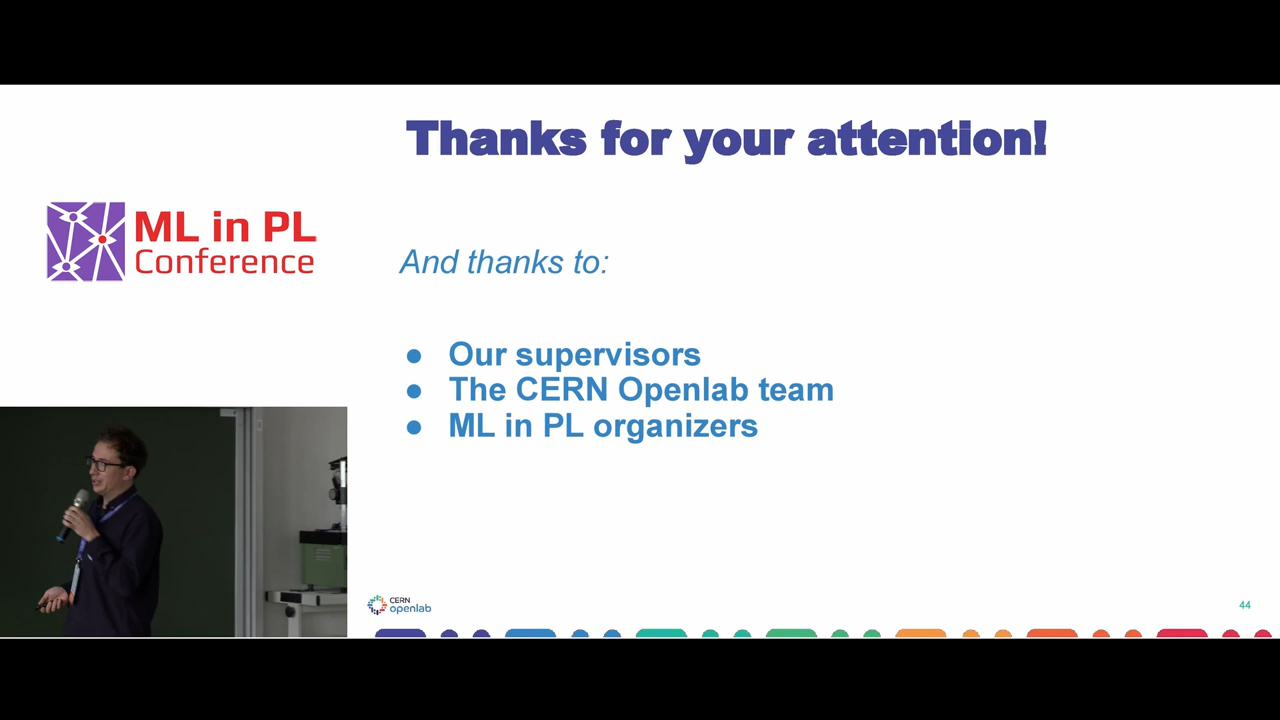 Thanks for your attention!
ML in PL
Conference
And thanks to:
● Our supervisors
● The CERN Openlab team
● ML in PL organizers
CERN
openlab
44